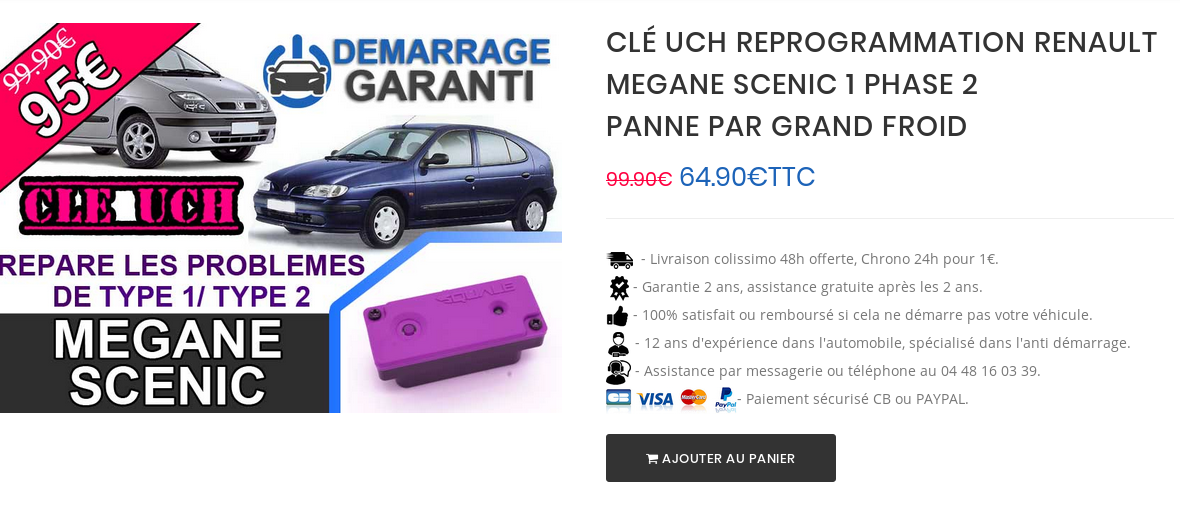 99.90€
95€
DEMARRAGE
GARANTI
CLE UCH
REPARE LES PROBLEMES
DE TYPE 1/ TYPE 2
MEGANE
SCENIC
CLÉ UCH REPROGRAMMATION RENAULT
MEGANE SCENIC 1 PHASE 2
PANNE PAR GRAND FROID
99.90€ 64.90€TTC
- Livraison colissimo 48h offerte, Chrono 24h pour 1€.
- Garantie 2 ans, assistance gratuite après les 2 ans.
- 100% satisfait ou remboursé si cela ne démarre pas votre véhicule.
- 12 ans d'expérience dans l'automobile, spécialisé dans l'anti démarrage.
- Assistance par messagerie ou téléphone au 04 48 16 03 39.
CB VISA MasterCard PayPal - Paiement sécurisé CB ou PAYPAL.
AJOUTER AU PANIER